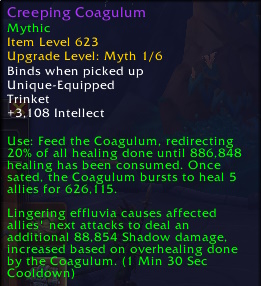 Creeping Coagulum
Mythic
Item Level 623
Upgrade Level: Myth 1/6
Binds when picked up
Unique-Equipped
Trinket
+3,108 Intellect
Use: Feed the Coagulum, redirecting
20% of all healing done until 886,848
healing has been consumed. Once
sated, the Coagulum bursts to heal 5
allies for 626,115.
Lingering effluvia causes affected
allies' next attacks to deal an
additional 88,854 Shadow damage,
increased based on overhealing done
by the Coagulum. (1 Min 30 Sec
Cooldown)